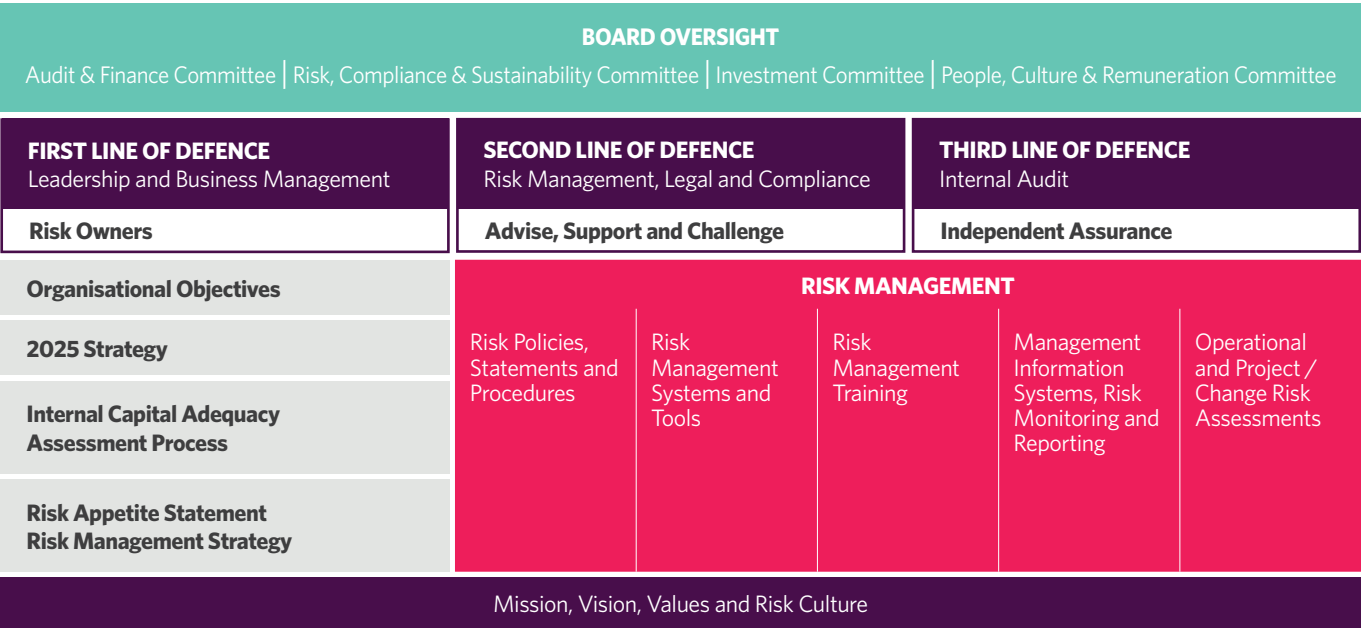 BOARD OVERSIGHT
Audit & Finance Committee | Risk, Compliance & Sustainability Committee | Investment Committee | People, Culture & Remuneration Committee
FIRST LINE OF DEFENCE
Leadership and Business Management
Risk Owners
SECOND LINE OF DEFENCE
Risk Management, Legal and Compliance
Advise, Support and Challenge
THIRD LINE OF DEFENCE
Internal Audit
Independent Assurance
Organisational Objectives
2025 Strategy
Internal Capital Adequacy
Assessment Process
Risk Appetite Statement
Risk Management Strategy
RISK MANAGEMENT
Risk Policies,
Statements and
Procedures
Risk
Management
Systems and
Tools
Risk
Management
Training
Management
Information
Systems, Risk
Monitoring and
Reporting
Operational
and Project /
Change Risk
Assessments
Mission, Vision, Values and Risk Culture